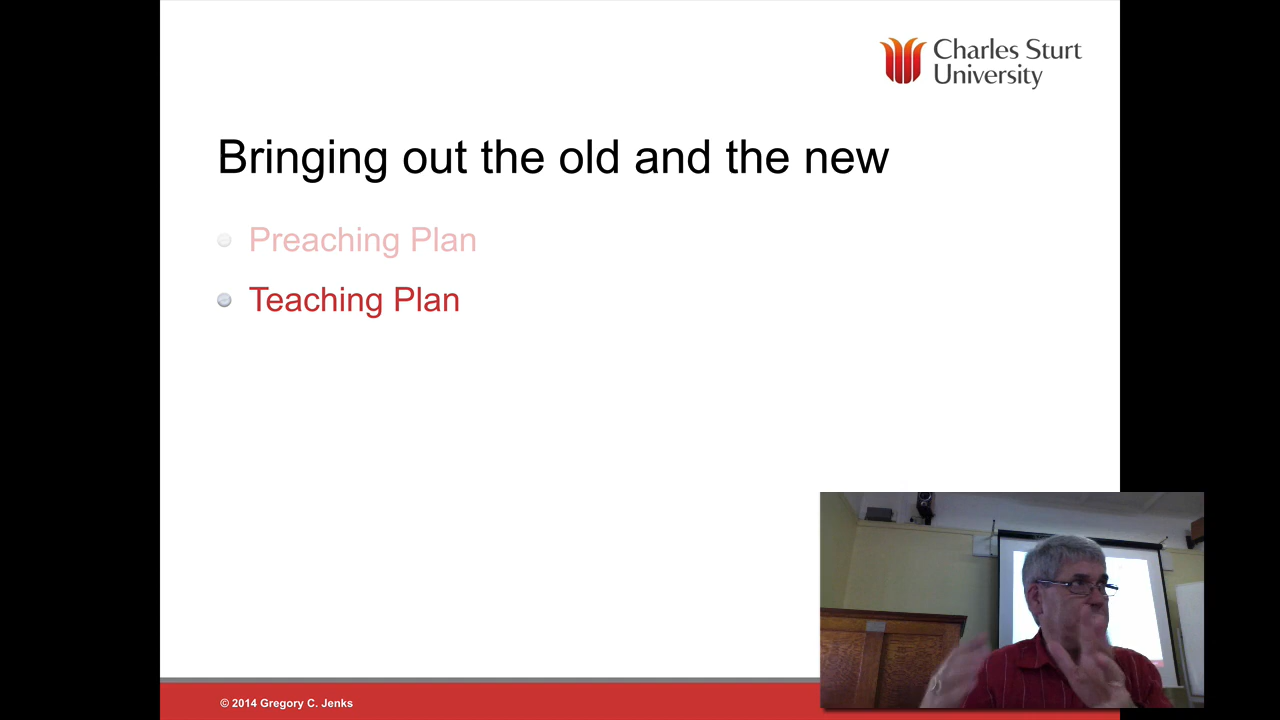 Charles Sturt
University
Bringing out the old and the new
Preaching Plan
Teaching Plan
© 2014 Gregory C. Jenks